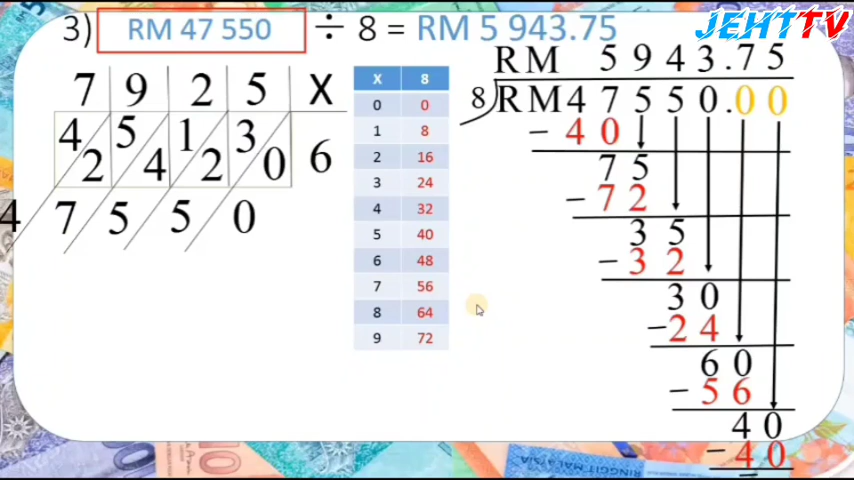 3) RM 47 550 ÷ 8 = RM 5 943.75
JEHTTV
7 9 2 5 X
4 5 1 3
2 4 2 0 6
4 7 5 5 0
X 8
0 0
1 8
2 16
3 24
4 32
5 40
6 48
7 56
8 64
9 72
RM 5 9 4 3.7 5
8 RM 4 7 5 5 0.0 0
- 4 0
7 5
- 7 2
3 5
- 3 2
3 0
- 2 4
6 0
- 5 6
4 0
- 4 0
-
RINGGIT MALAYSIA